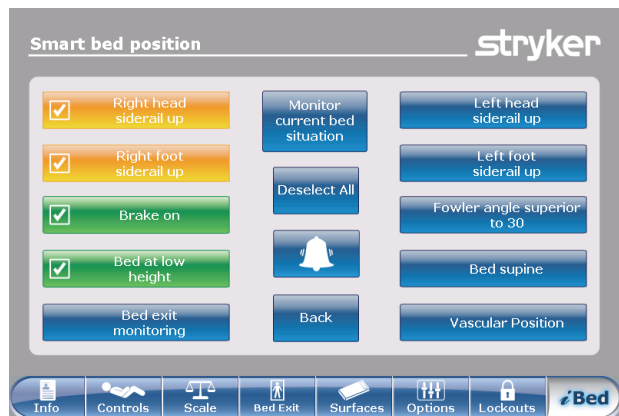 Smart bed position
stryker
Right head
siderail up
Right foot
siderail up
Brake on
Bed at low
height
Bed exit
monitoring
Monitor
current bed
situation
Deselect All
Back
Left head
siderail up
Left foot
siderail up
Fowler angle superior
to 30
Bed supine
Vascular Position
Info
Controls
Scale
Bed Exit
Surfaces
Options
Lockouts
iBed